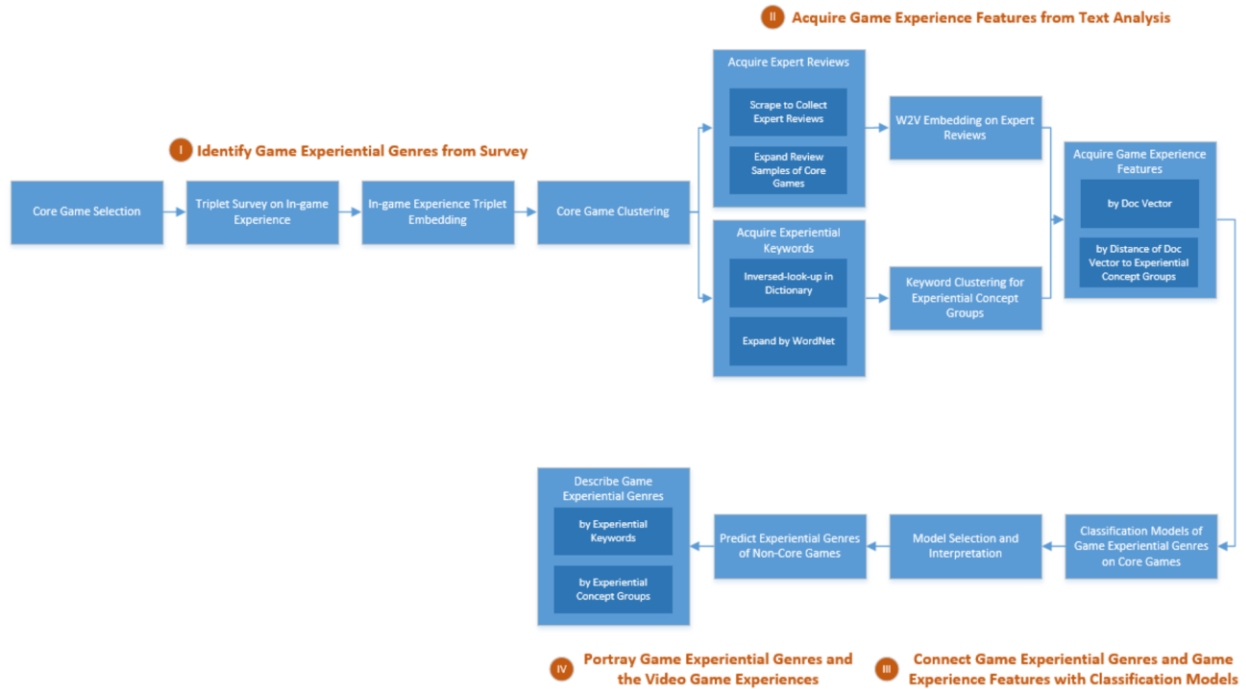 II Acquire Game Experience Features from Text Analysis
I Identify Game Experiential Genres from Survey
Core Game Selection
Triplet Survey on In-game
Experience
In-game Experience Triplet
Embedding
Core Game Clustering
Acquire Expert Reviews
Scrape to Collect
Expert Reviews
Expand Review
Samples of Core
Games
Acquire Experiential
Keywords
Inversed-look-up in
Dictionary
Expand by WordNet
W2V Embedding on Expert
Reviews
Keyword Clustering for
Experiential Concept
Groups
Acquire Game Experience
Features
by Doc Vector
by Distance of Doc
Vector to Experiential
Concept Groups
Classification Models of
Game Experiential Genres
on Core Games
Model Selection and
Interpretation
Predict Experiential Genres
of Non-Core Games
Describe Game
Experiential Genres
by Experiential
Keywords
by Experiential
Concept Groups
IV Portray Game Experiential Genres and
the Video Game Experiences
III Connect Game Experiential Genres and Game
Experience Features with Classification Models